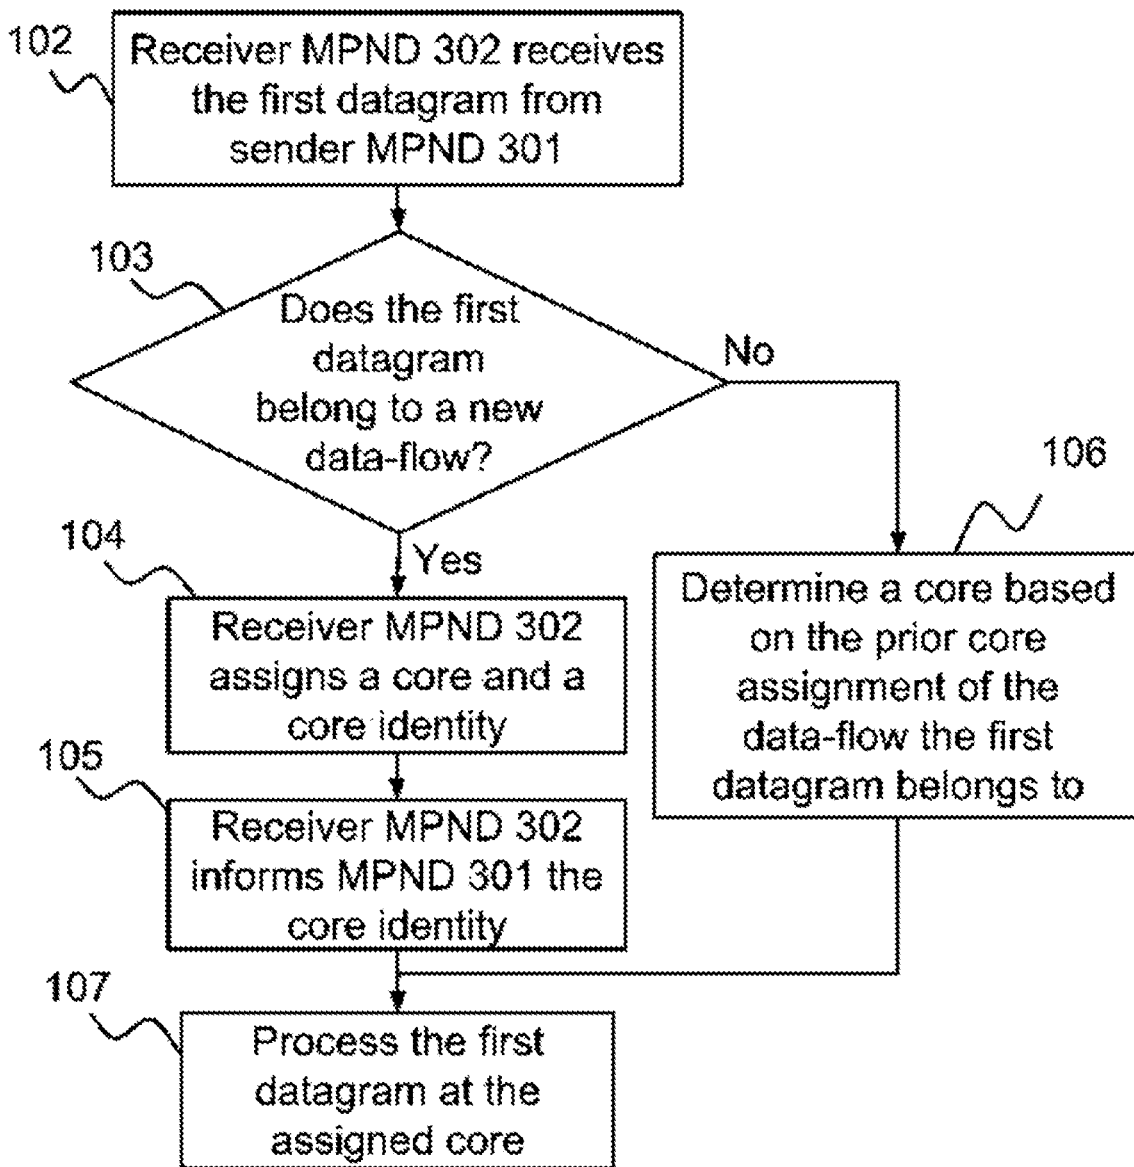 102
Receiver MPND 302 receives
the first datagram from
sender MPND 301
103
Does the first
datagram
belong to a new
data-flow?
No
Yes
104
Receiver MPND 302
assigns a core and a
core identity
105
Receiver MPND 302
informs MPND 301 the
core identity
106
Determine a core based
on the prior core
assignment of the
data-flow the first
datagram belongs to
107
Process the first
datagram at the
assigned core